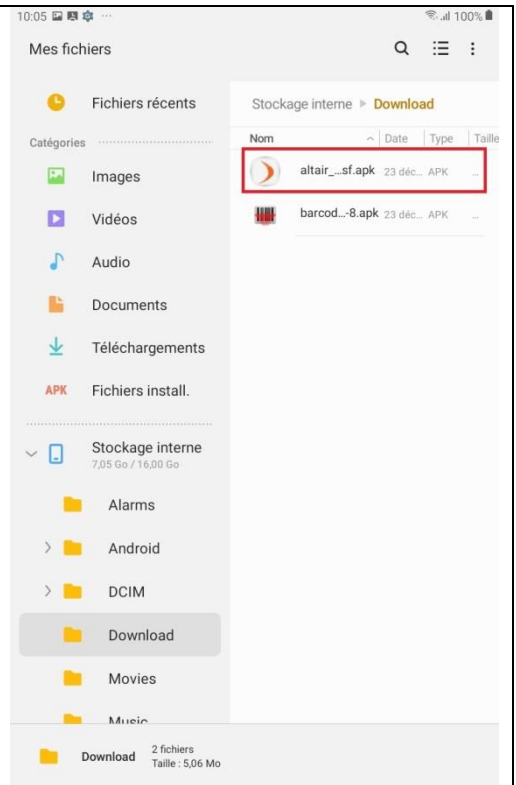 10:05 ··· 100%
Mes fichiers
Fichiers récents
Catégories
Images
Vidéos
Audio
Documents
Téléchargements
APK Fichiers install.
Stockage interne
7,05 Go / 16,00 Go
Alarms
Android
DCIM
Download
Movies
Music
Stockage interne Download
Nom Date Type Taille
altair_...sf.apk 23 déc... APK ...
barcod...-8.apk 23 déc... APK ...
Download
2 fichiers
Taille : 5,06 Mo